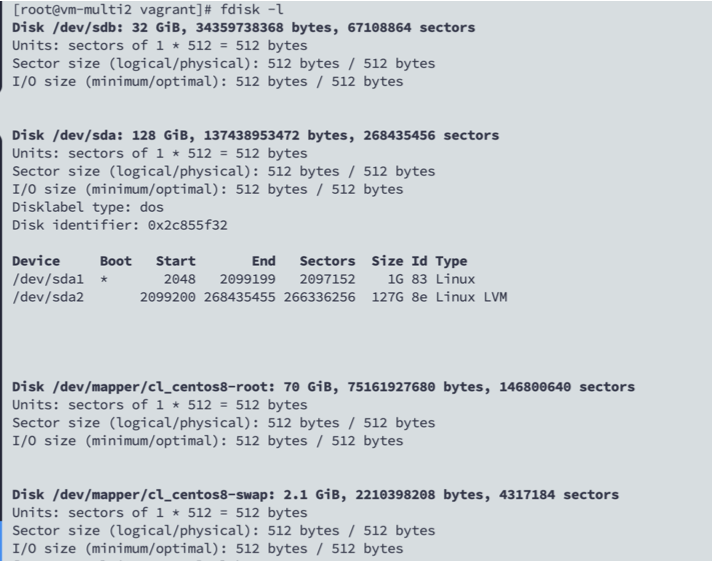 [root@vm-multi2 vagrant]# fdisk -l
Disk /dev/sdb: 32 GiB, 34359738368 bytes, 67108864 sectors
Units: sectors of 1 * 512 = 512 bytes
Sector size (logical/physical): 512 bytes / 512 bytes
I/O size (minimum/optimal): 512 bytes / 512 bytes
Disk /dev/sda: 128 GiB, 137438953472 bytes, 268435456 sectors
Units: sectors of 1 * 512 = 512 bytes
Sector size (logical/physical): 512 bytes / 512 bytes
I/O size (minimum/optimal): 512 bytes / 512 bytes
Disklabel type: dos
Disk identifier: 0x2c855f32
Device Boot Start End Sectors Size Id Type
/dev/sda1 * 2048 2099199 2097152 1G 83 Linux
/dev/sda2 2099200 268435455 266336256 127G 8e Linux LVM
Disk /dev/mapper/cl_centos8-root: 70 GiB, 75161927680 bytes, 146800640 sectors
Units: sectors of 1 * 512 = 512 bytes
Sector size (logical/physical): 512 bytes / 512 bytes
I/O size (minimum/optimal): 512 bytes / 512 bytes
Disk /dev/mapper/cl_centos8-swap: 2.1 GiB, 2210398208 bytes, 4317184 sectors
Units: sectors of 1 * 512 = 512 bytes
Sector size (logical/physical): 512 bytes / 512 bytes
I/O size (minimum/optimal): 512 bytes / 512 bytes